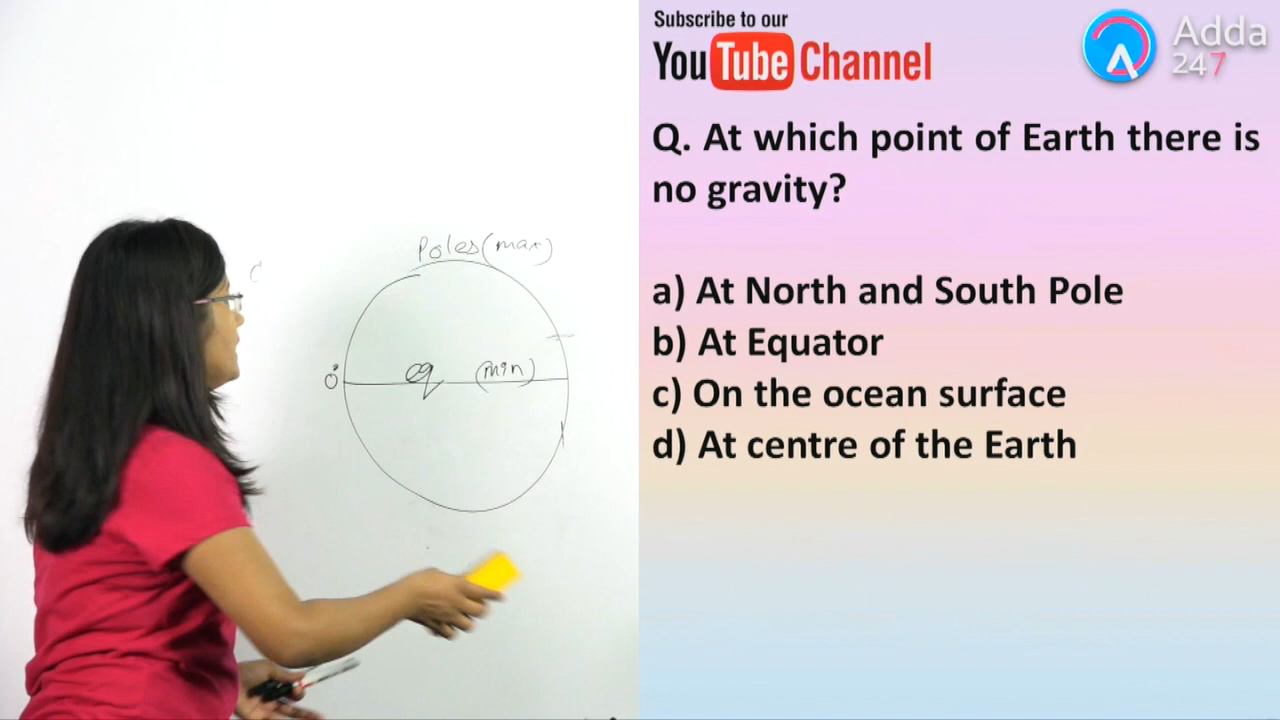 Poles (max)
0°
eq (min)
Subscribe to our
YouTube Channel
Adda
247
Q. At which point of Earth there is
no gravity?
a) At North and South Pole
b) At Equator
c) On the ocean surface
d) At centre of the Earth